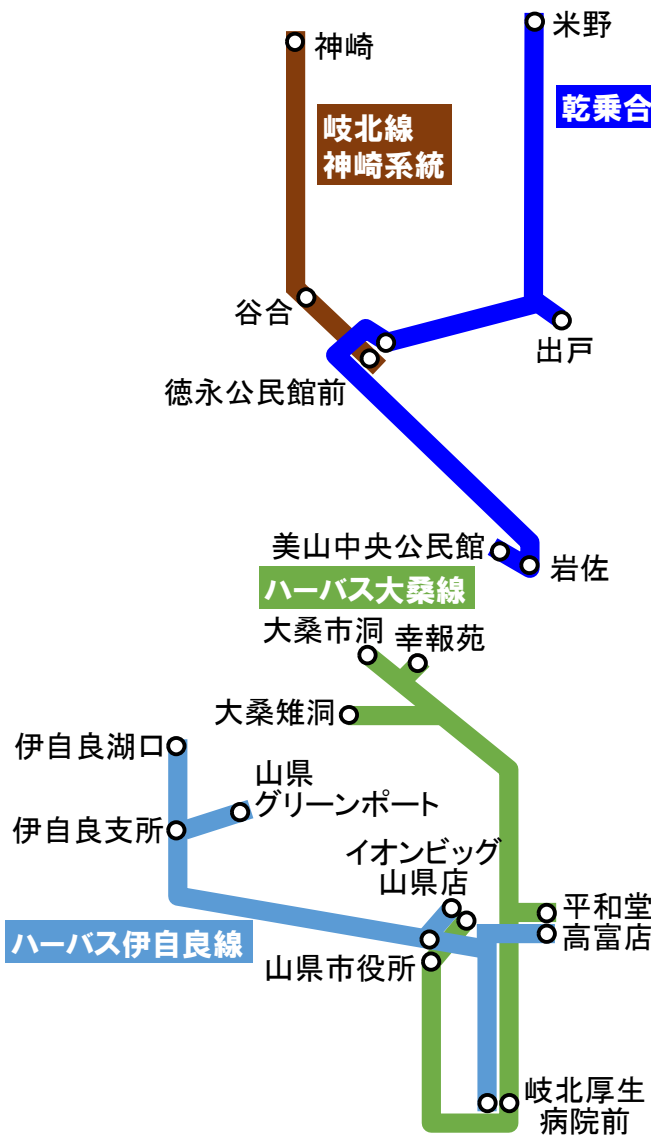 米野
神崎
乾乗合
岐北線
神崎系統
谷合
出戸
徳永公民館前
美山中央公民館
岩佐
ハーバス大桑線
大桑市洞
幸報苑
大桑雉洞
伊自良湖口
山県
グリーンポート
伊自良支所
イオンビッグ
山県店
平和堂
高富店
ハーバス伊自良線
山県市役所
岐北厚生
病院前